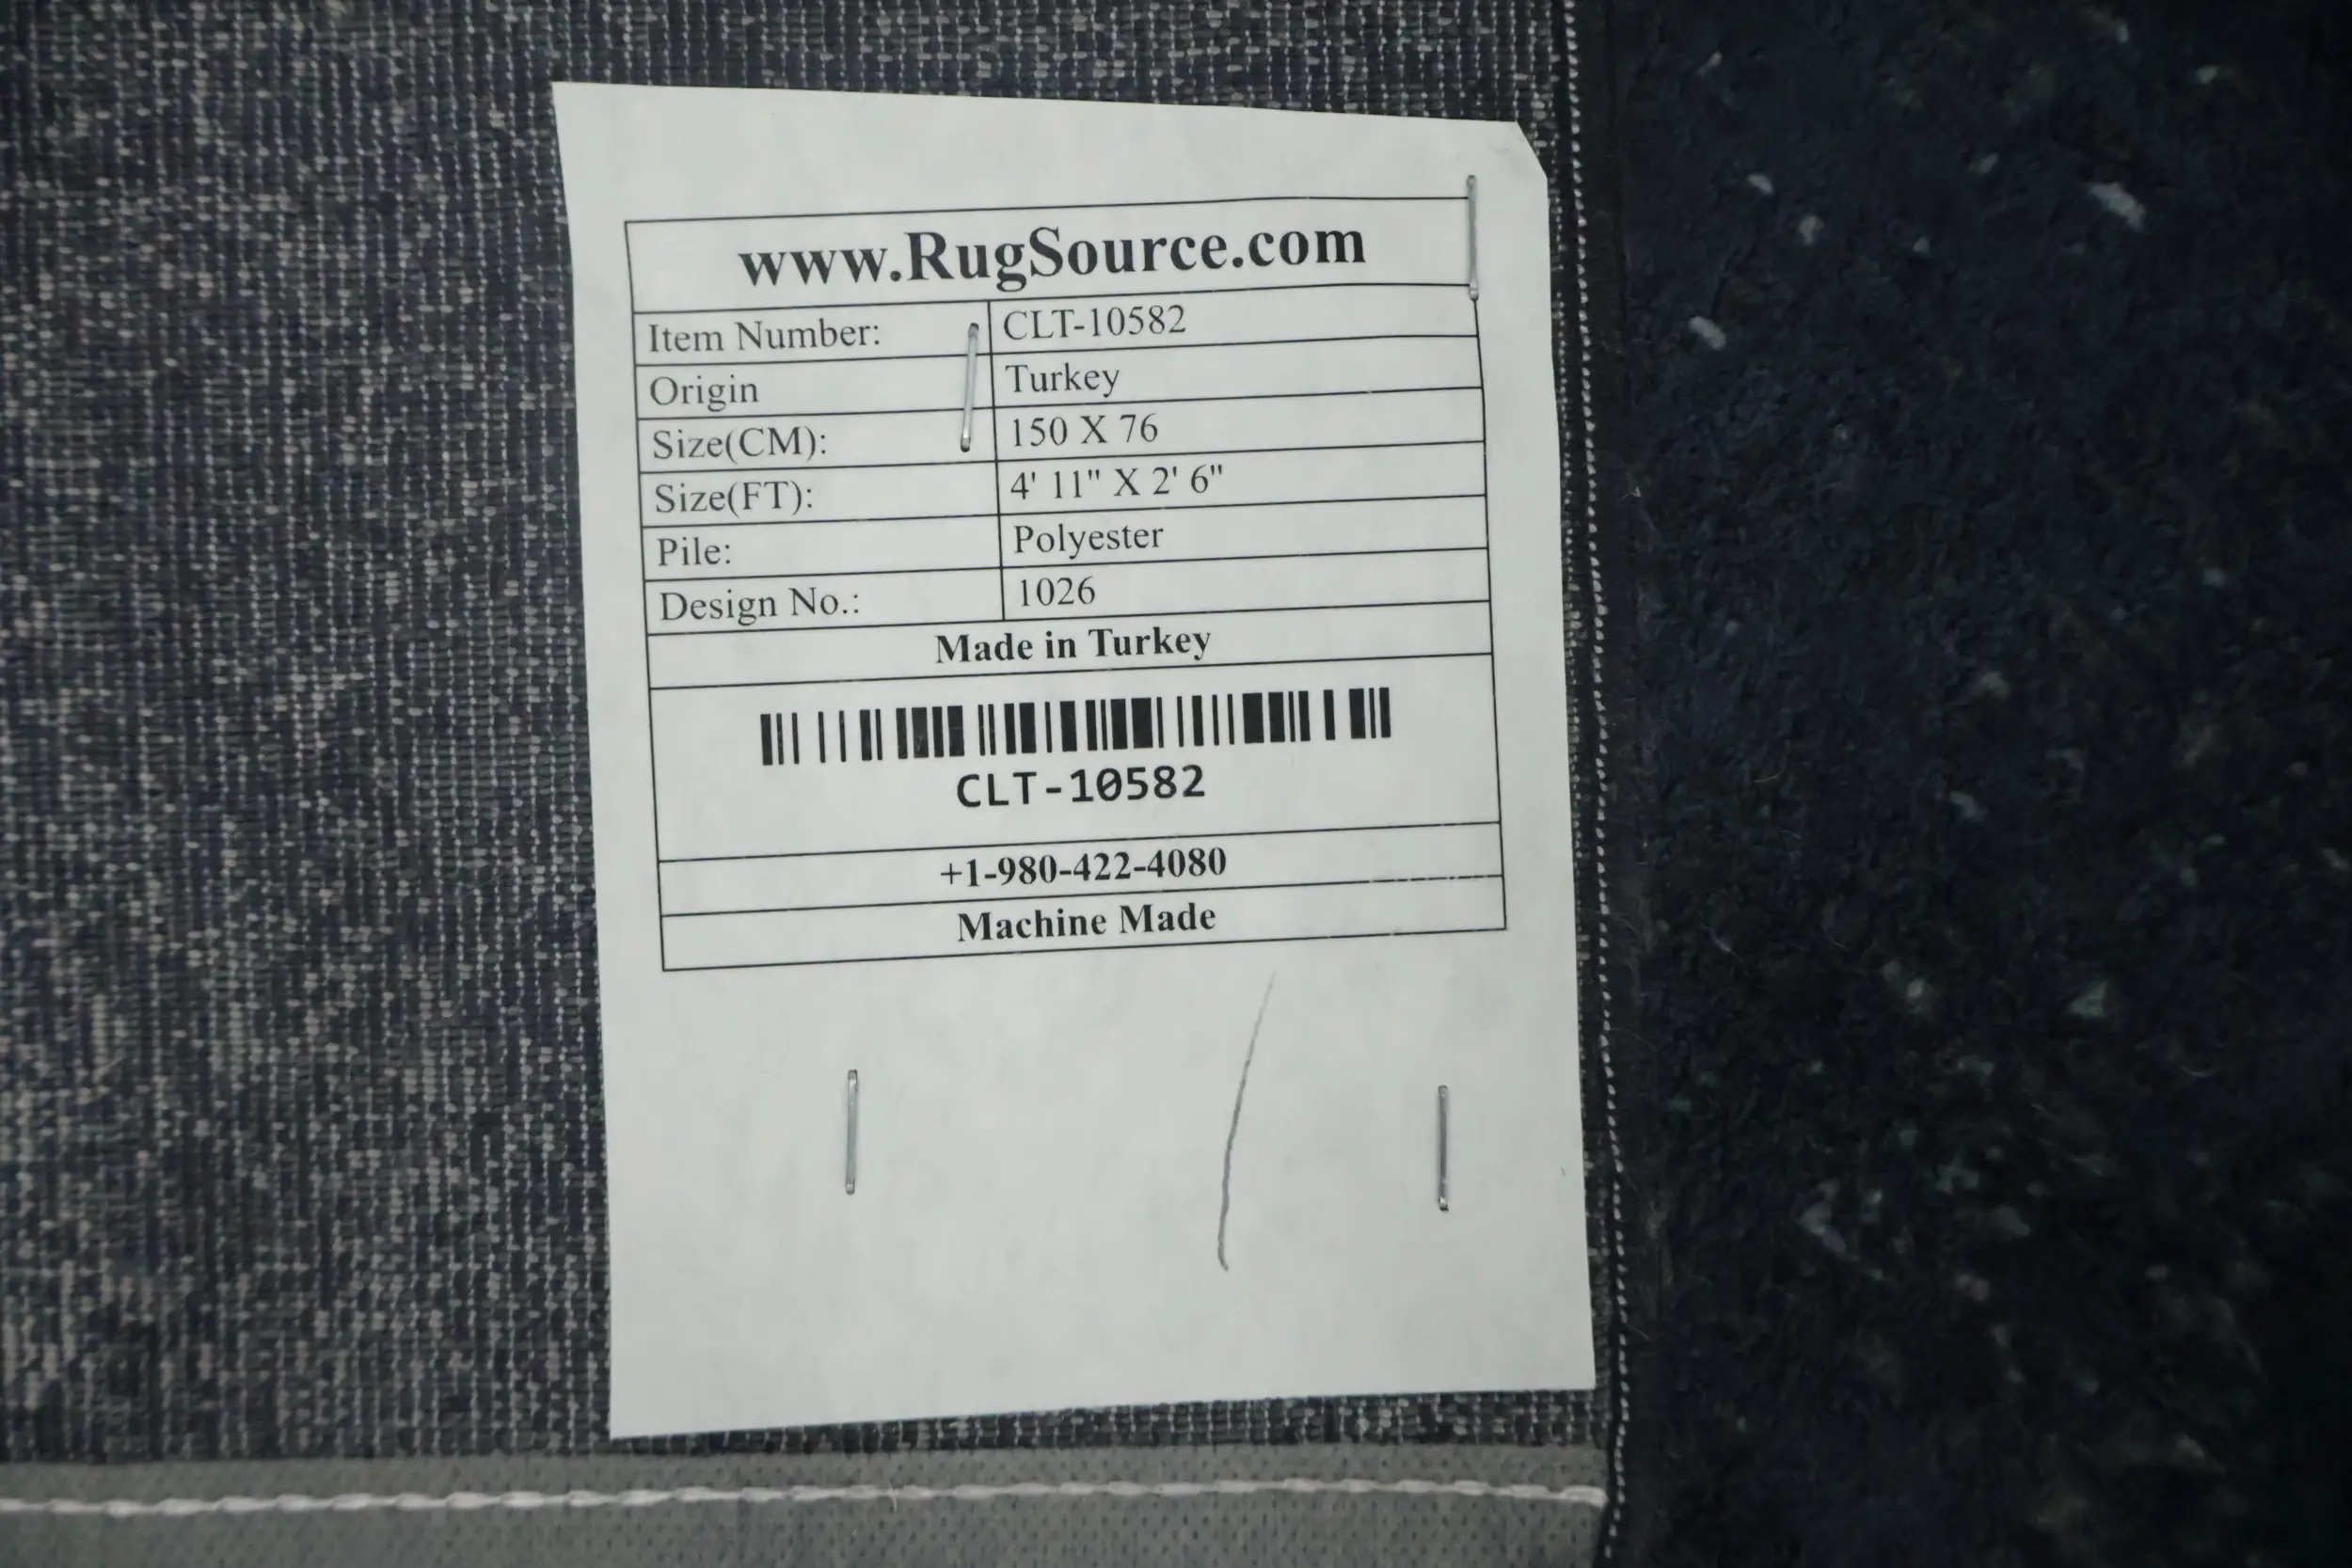 www.RugSource.com
Item Number: CLT-10582
Origin Turkey
Size(CM): 150 X 76
Size(FT): 4' 11" X 2' 6"
Pile: Polyester
Design No.: 1026
Made in Turkey
CLT-10582
+1-980-422-4080
Machine Made